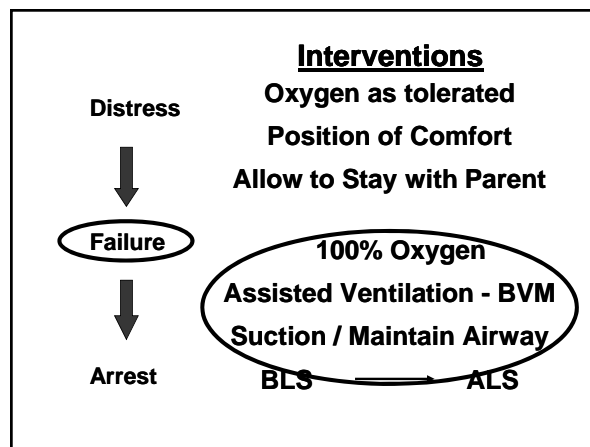 Interventions
Oxygen as tolerated
Distress
Position of Comfort
Allow to Stay with Parent
Failure
100% Oxygen
Assisted Ventilation - BVM
Suction / Maintain Airway
Arrest
BLS ALS